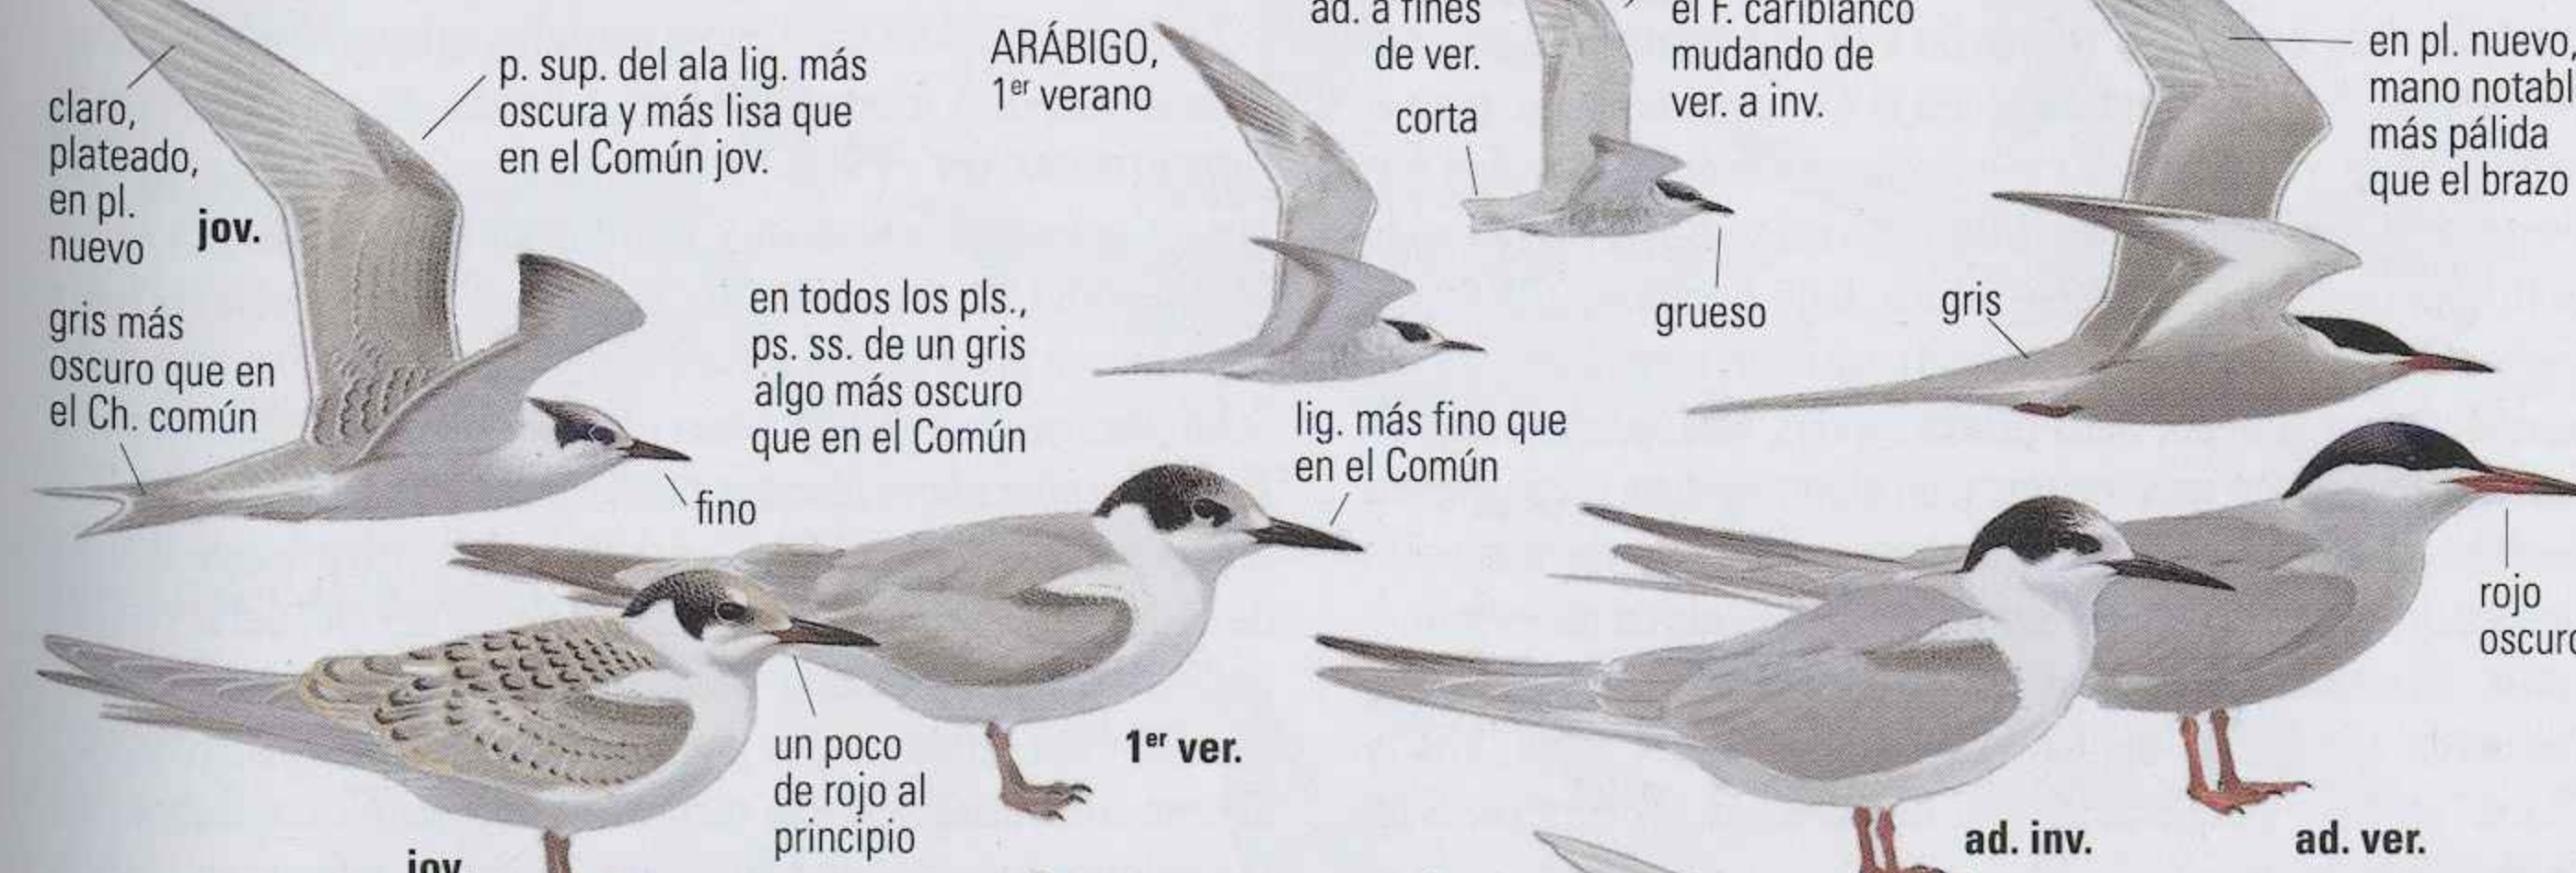 claro,
plateado,
en pl.
nuevo
jov.
p. sup. del ala lig. más
oscura y más lisa que
en el Común jov.
gris más
oscuro que en
el Ch. común
fino
en todos los pls.,
ps. ss. de un gris
algo más oscuro
que en el Común
ARÁBIGO,
1er verano
ad. a fines
de ver.
corta
el F. cariblanco
mudando de
ver. a inv.
grueso
lig. más fino que
en el Común
gris
en pl. nuevo,
mano notabl
más pálida
que el brazo
rojo
oscuro
un poco
de rojo al
principio
1er ver.
jov.
ad. inv.
ad. ver.